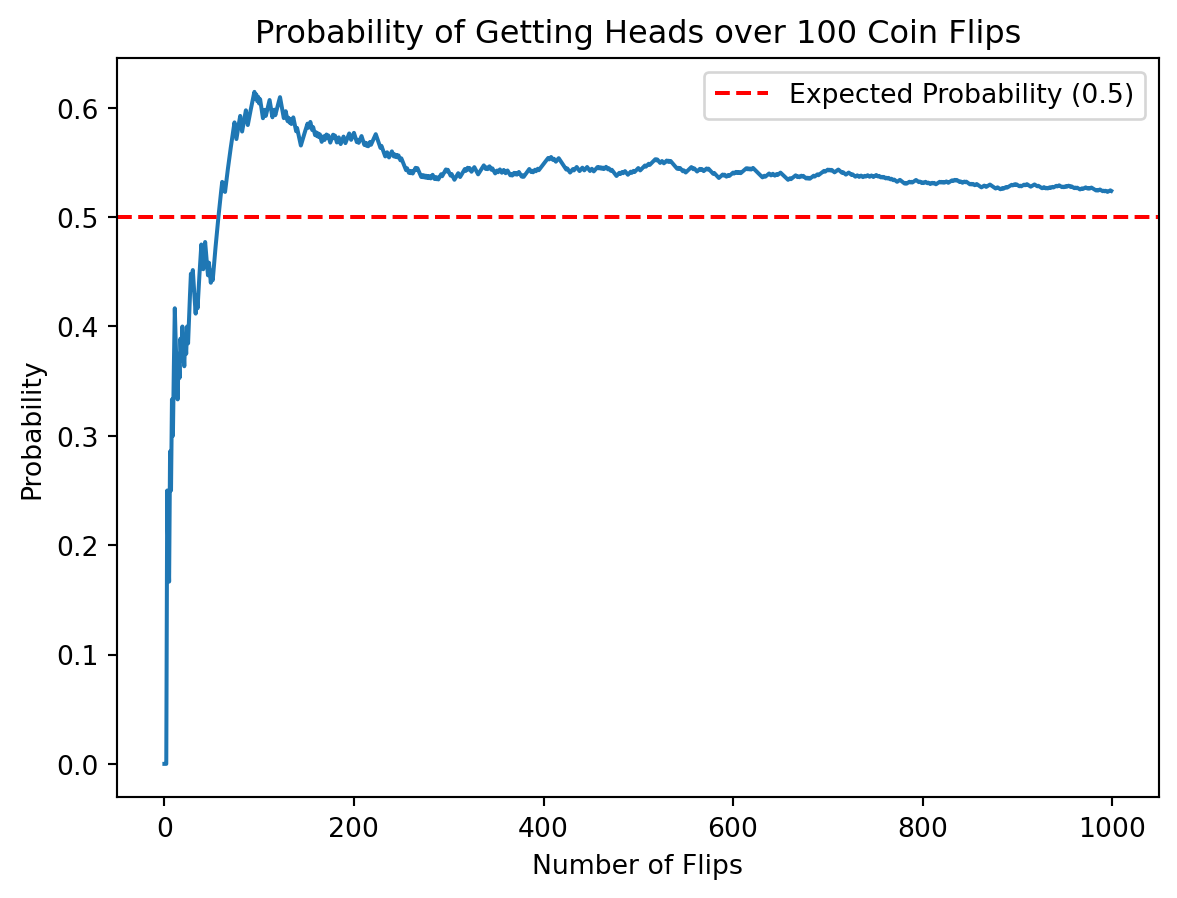 Probability of Getting Heads over 100 Coin Flips
Expected Probability (0.5)
0.6
0.5
0.4
0.3
0.2
0.1
0.0
Probability
0 200 400 600 800 1000
Number of Flips